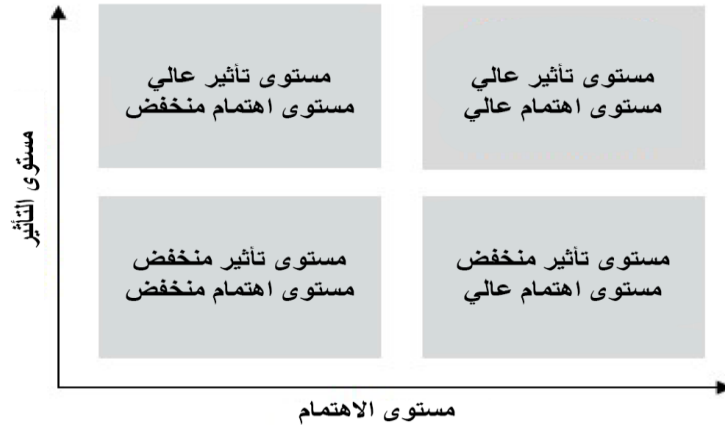 مستوى تأثير عالي
مستوى اهتمام عالي
مستوى تأثير عالي
مستوى اهتمام منخفض
مستوى التأثير
مستوى تأثير منخفض
مستوى اهتمام عالي
مستوى تأثير منخفض
مستوى اهتمام منخفض
مستوى الاهتمام